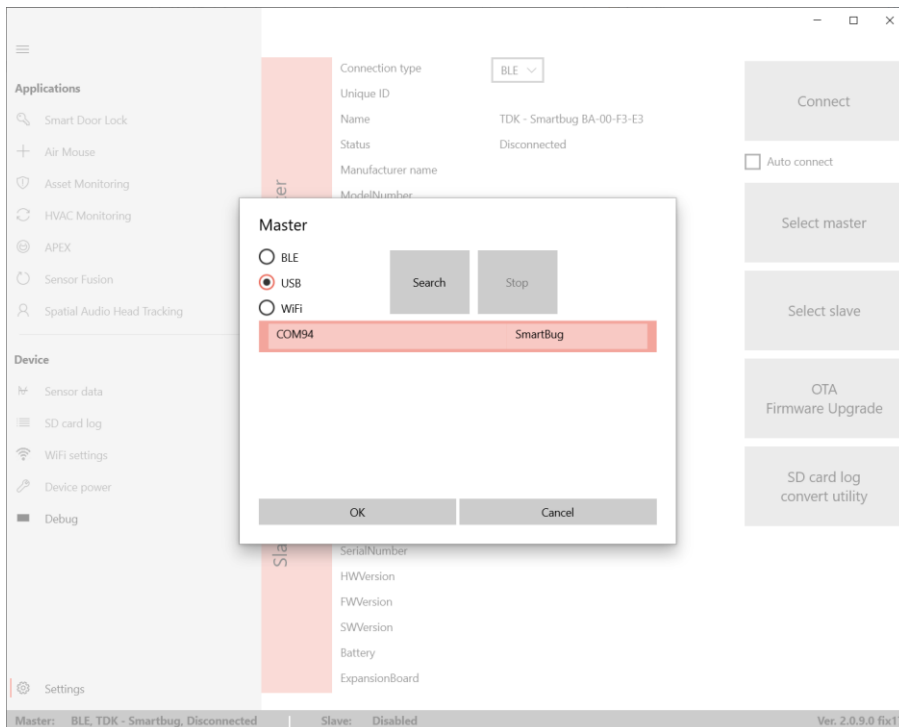 Applications
Smart Door Lock
Air Mouse
Asset Monitoring
HVAC Monitoring
APEX
Sensor Fusion
Spatial Audio Head Tracking
Device
Sensor data
SD card log
WiFi settings
Device power
Debug
Settings
Connection type BLE
Unique ID
Name TDK - Smartbug BA-00-F3-E3
Status Disconnected
Manufacturer name
ModelNumber
Master
BLE
USB
WiFi
Search
Stop
COM94 SmartBug
OK
Cancel
SerialNumber
HWVersion
FWVersion
SWVersion
Battery
ExpansionBoard
Connect
Auto connect
Select master
Select slave
OTA
Firmware Upgrade
SD card log
convert utility
Master: BLE, TDK - Smartbug, Disconnected
Slave: Disabled
Ver. 2.0.9.0